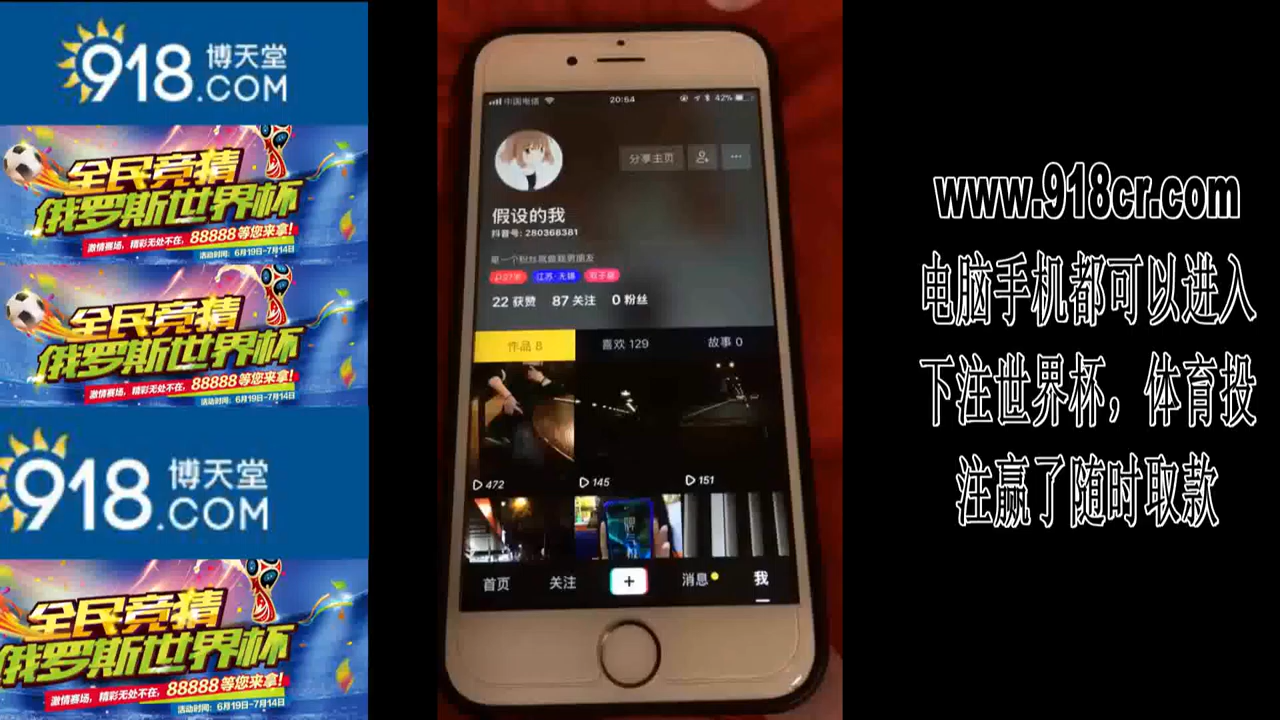 918 博天堂
.COM
全民竞猜
俄罗斯世界杯
激情赛场，精彩无处不在，88888等您来拿！
活动时间：6月19日-7月14日
全民竞猜
俄罗斯世界杯
激情赛场，精彩无处不在，88888等您来拿！
活动时间：6月19日-7月14日
918 博天堂
.COM
全民竞猜
俄罗斯世界杯
激情赛场，精彩无处不在，88888等您来拿！
活动时间：6月19日-7月14日
中国电信 20:54 42%
分享主页
假设的我
抖音号: 280368381
22 获赞 87 关注 0 粉丝
作品 8 喜欢 129 故事 0
472 145 151
首页 关注 消息 我
www.918cr.com
电脑手机都可以进入
下注世界杯，体育投
注赢了随时取款